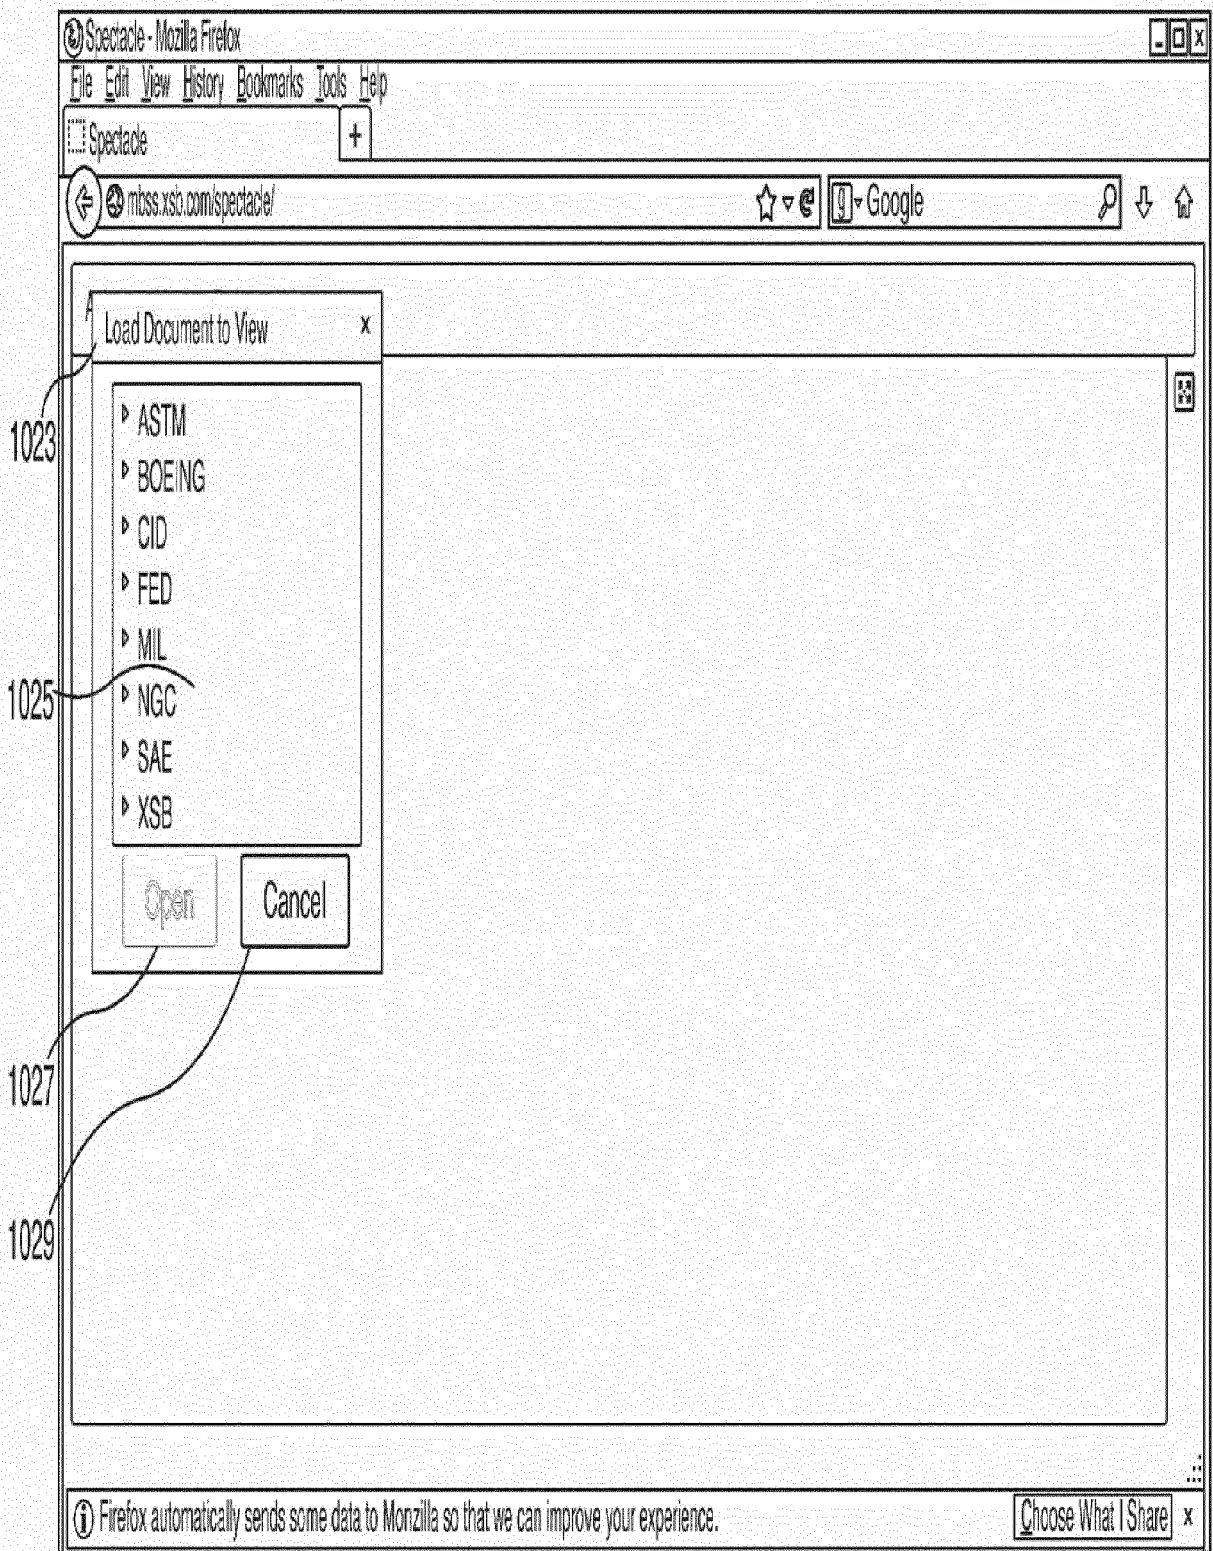 Spectacle - Mozilla Firefox
File Edit View History Bookmarks Tools Help
Spectacle +
mbss.xsb.com/spectacle/ g Google
A
Load Document to View x
1023
ASTM
BOEING
CID
FED
MIL
1025
NGC
SAE
XSB
Open Cancel
1027
1029
Firefox automatically sends some data to Monzilla so that we can improve your experience. Choose What I Share x